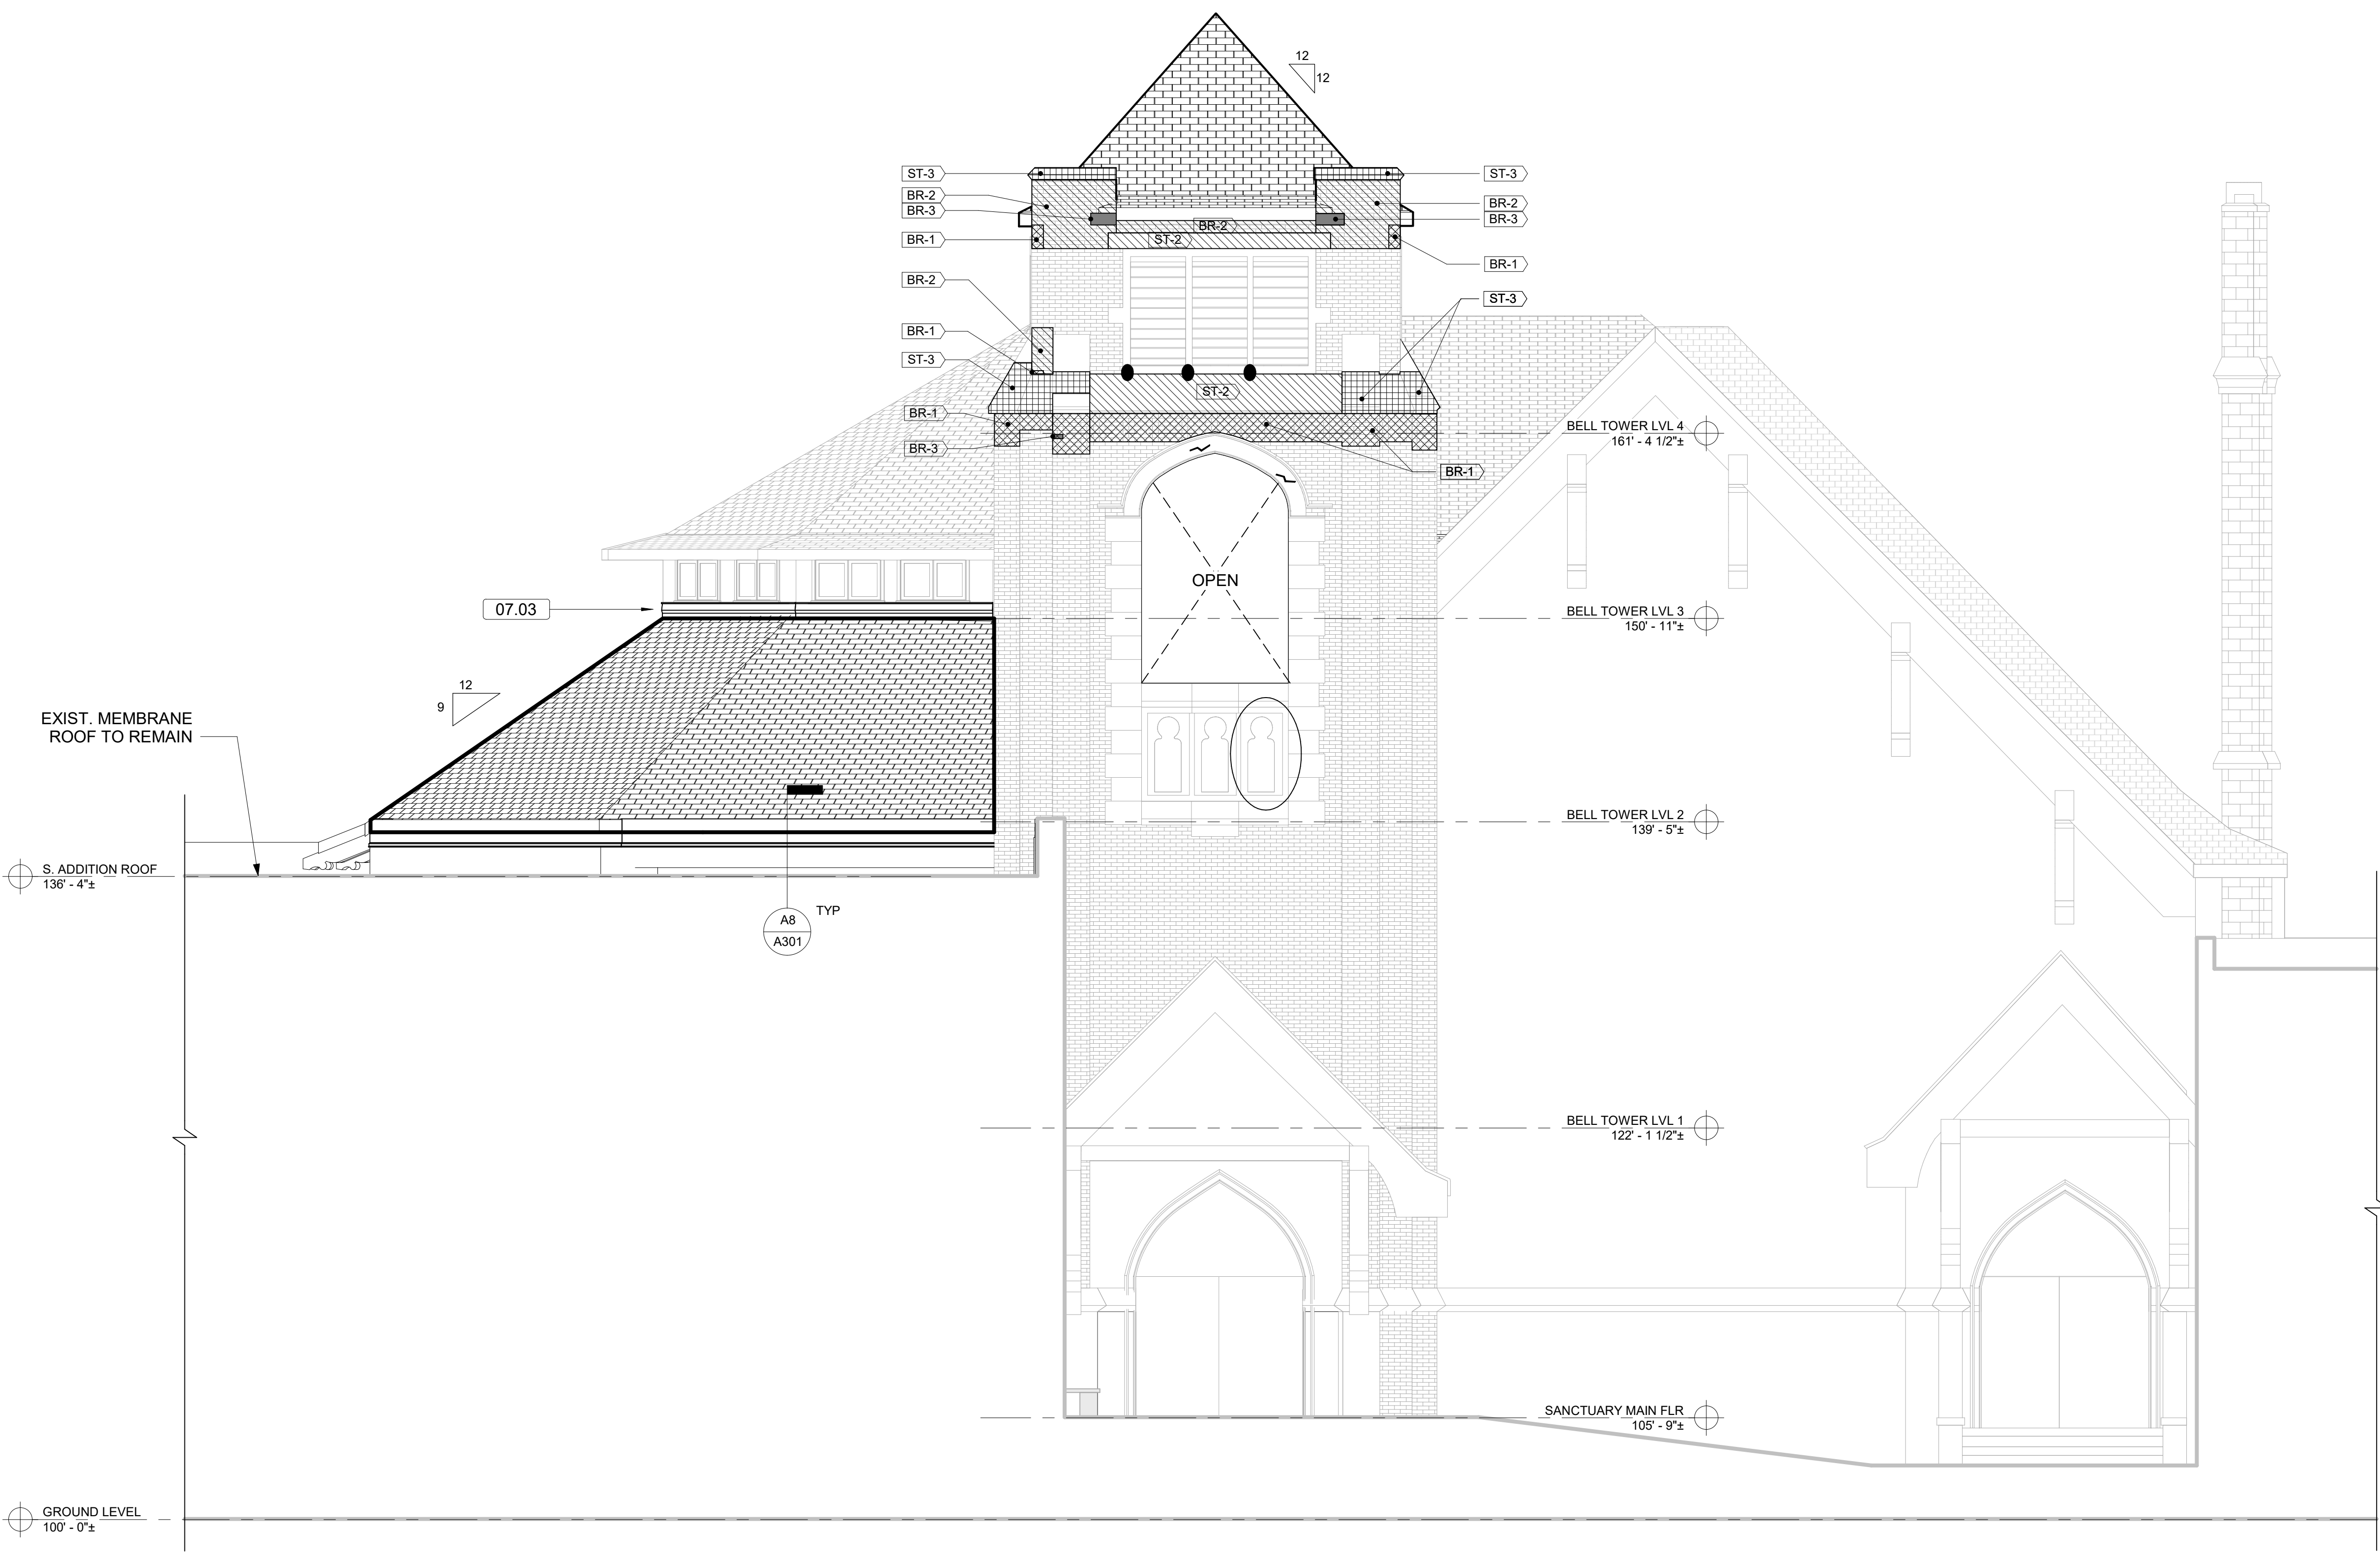 12
12
ST-3
ST-3
BR-2
BR-2
BR-3
BR-3
BR-2
BR-1
ST-2
BR-1
BR-2
ST-3
BR-1
ST-3
ST-2
BR-1
BELL TOWER LVL 4
161' - 4 1/2"±
BR-3
BR-1
OPEN
07.03
BELL TOWER LVL 3
150' - 11"±
12
9
EXIST. MEMBRANE
ROOF TO REMAIN
BELL TOWER LVL 2
139' - 5"±
S. ADDITION ROOF
136' - 4"±
A8
TYP
A301
BELL TOWER LVL 1
122' - 1 1/2"±
SANCTUARY MAIN FLR
105' - 9"±
GROUND LEVEL
100' - 0"±